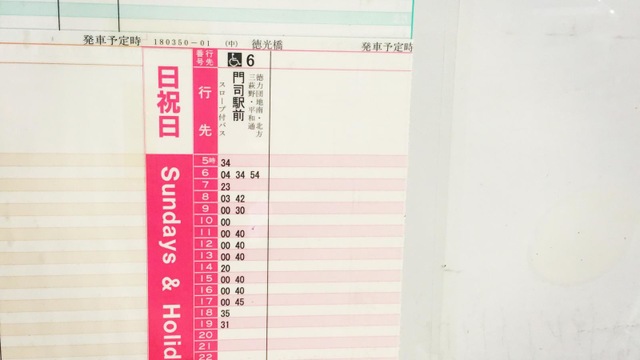 発車予定時
180350-01 (中) 徳光橋 発車予定時
日祝日
Sundays & Holid
行先番号
6
行先
門司駅前
スロープ付バス
徳力団地南・北方
三萩野・平和通
5時 34
6 04 34 54
7 23
8 03 42
9 00 30
10 00
11 00 40
12 00 40
13 00 40
14 20
15 00 40
16 00 40
17 00 45
18 35
19 31
20
21
22